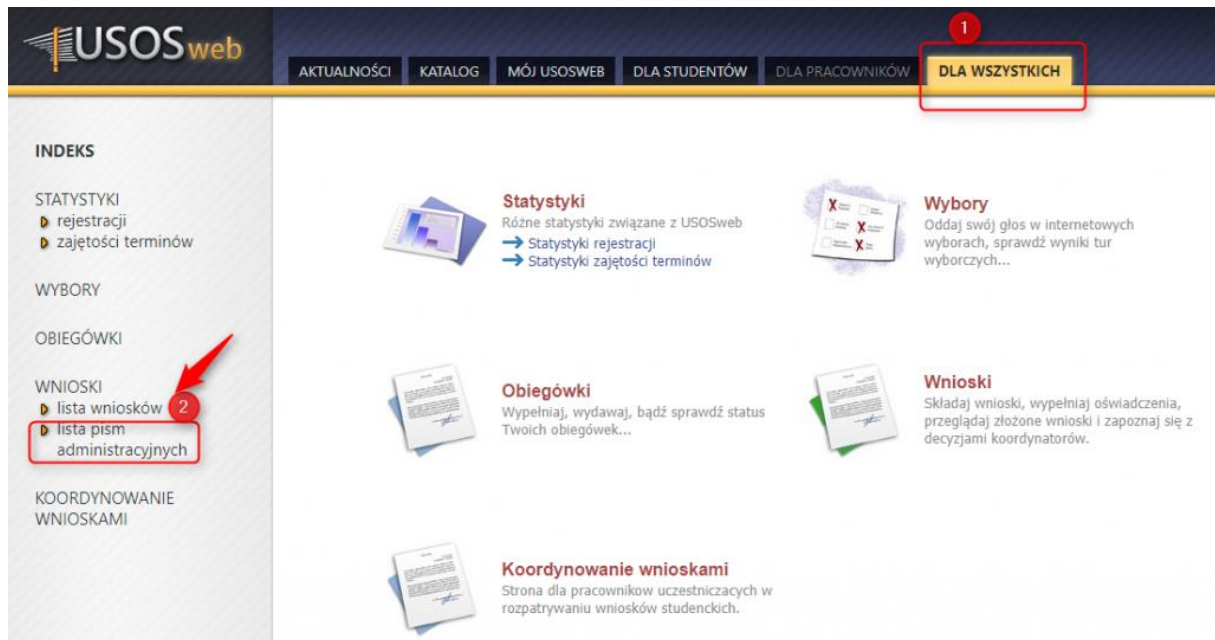 USOSweb
1
AKTUALNOŚCI KATALOG MÓJ USOSWEB DLA STUDENTÓW DLA PRACOWNIKÓW DLA WSZYSTKICH
INDEKS
STATYSTYKI
rejestracji
zajętości terminów
WYBORY
OBIEGÓWKI
WNIOSKI
lista wniosków 2
lista pism
administracyjnych
KOORDYNOWANIE
WNIOSKAMI
Statystyki
Różne statystyki związane z USOSweb
→ Statystyki rejestracji
→ Statystyki zajętości terminów
Wybory
Oddaj swój głos w internetowych
wyborach, sprawdź wyniki tur
wyborczych...
Obiegówki
Wypełniaj, wydawaj, bądź sprawdź status
Twoich obiegówek...
Wnioski
Składaj wnioski, wypełniaj oświadczenia,
przeglądaj złożone wnioski i zapoznaj się z
decyzjami koordynatorów.
Koordynowanie wnioskami
Strona dla pracownikow uczestniczacych w
rozpatrywaniu wniosków studenckich.